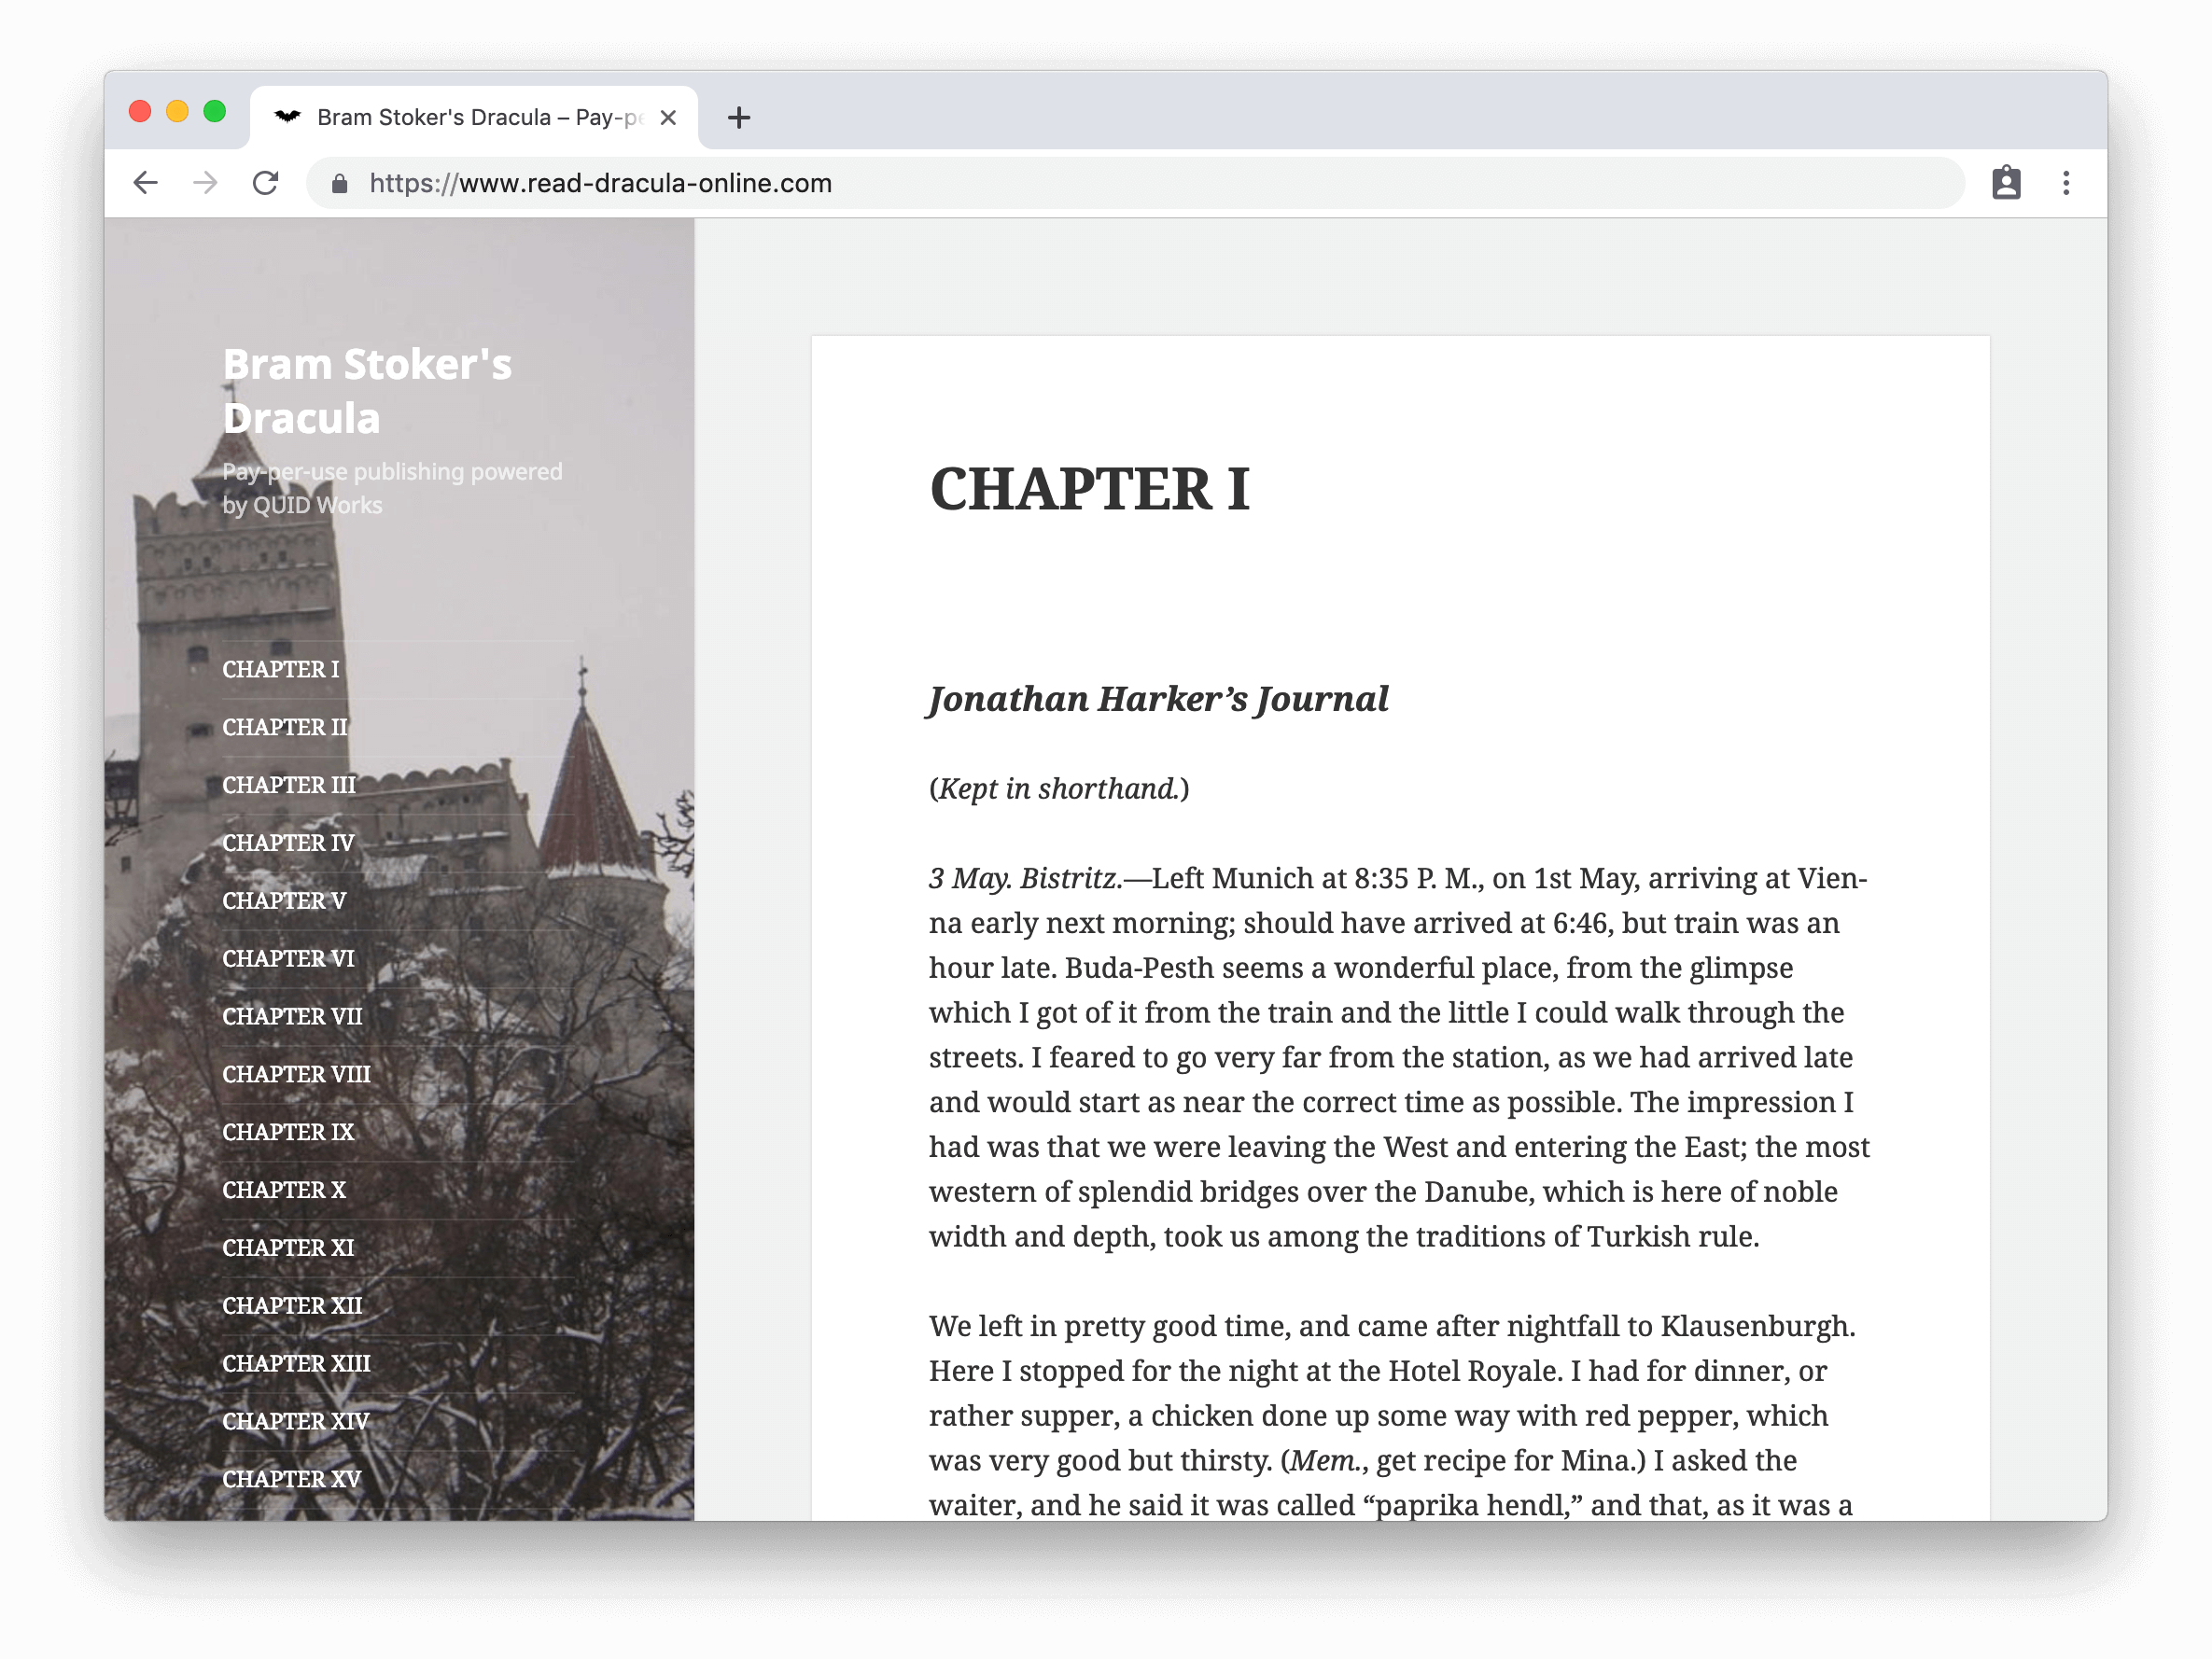 Bram Stoker's Dracula – Pay-pe
https://www.read-dracula-online.com
Bram Stoker's
Dracula
Pay-per-use publishing powered
by QUID Works
CHAPTER I
CHAPTER II
CHAPTER III
CHAPTER IV
CHAPTER V
CHAPTER VI
CHAPTER VII
CHAPTER VIII
CHAPTER IX
CHAPTER X
CHAPTER XI
CHAPTER XII
CHAPTER XIII
CHAPTER XIV
CHAPTER XV
CHAPTER I
Jonathan Harker’s Journal
(Kept in shorthand.)
3 May. Bistritz.—Left Munich at 8:35 P. M., on 1st May, arriving at Vien-
na early next morning; should have arrived at 6:46, but train was an
hour late. Buda-Pesth seems a wonderful place, from the glimpse
which I got of it from the train and the little I could walk through the
streets. I feared to go very far from the station, as we had arrived late
and would start as near the correct time as possible. The impression I
had was that we were leaving the West and entering the East; the most
western of splendid bridges over the Danube, which is here of noble
width and depth, took us among the traditions of Turkish rule.
We left in pretty good time, and came after nightfall to Klausenburgh.
Here I stopped for the night at the Hotel Royale. I had for dinner, or
rather supper, a chicken done up some way with red pepper, which
was very good but thirsty. (Mem., get recipe for Mina.) I asked the
waiter, and he said it was called “paprika hendl,” and that, as it was a